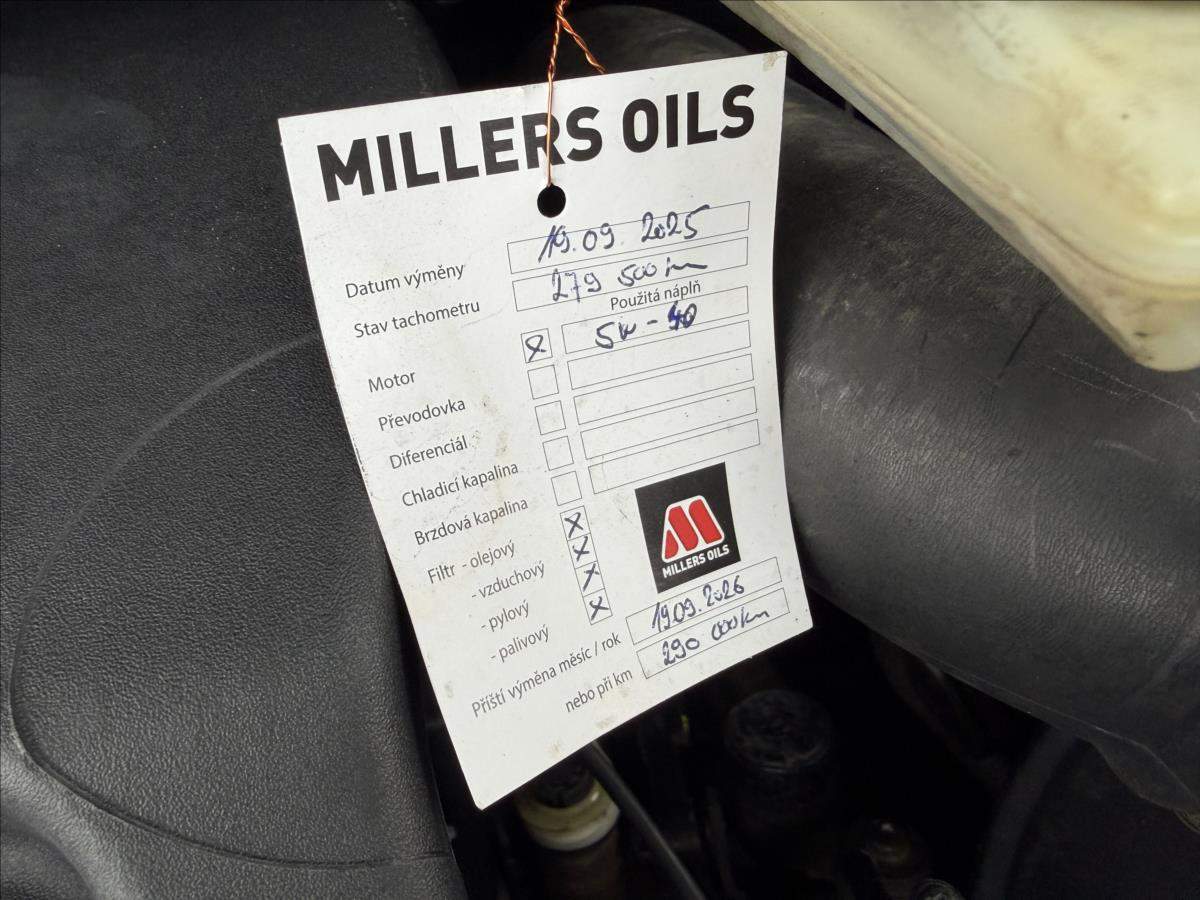 MILLERS OILS
Datum výměny 19.09.2025
Stav tachometru 279 500 km
Použitá náplň
Motor x 5W-40
Převodovka
Diferenciál
Chladicí kapalina
Brzdová kapalina
Filtr - olejový x
- vzduchový x
- pylový x
- palivový x
MILLERS OILS
Příští výměna měsíc / rok 19.09.2026
nebo při km 290 000 km